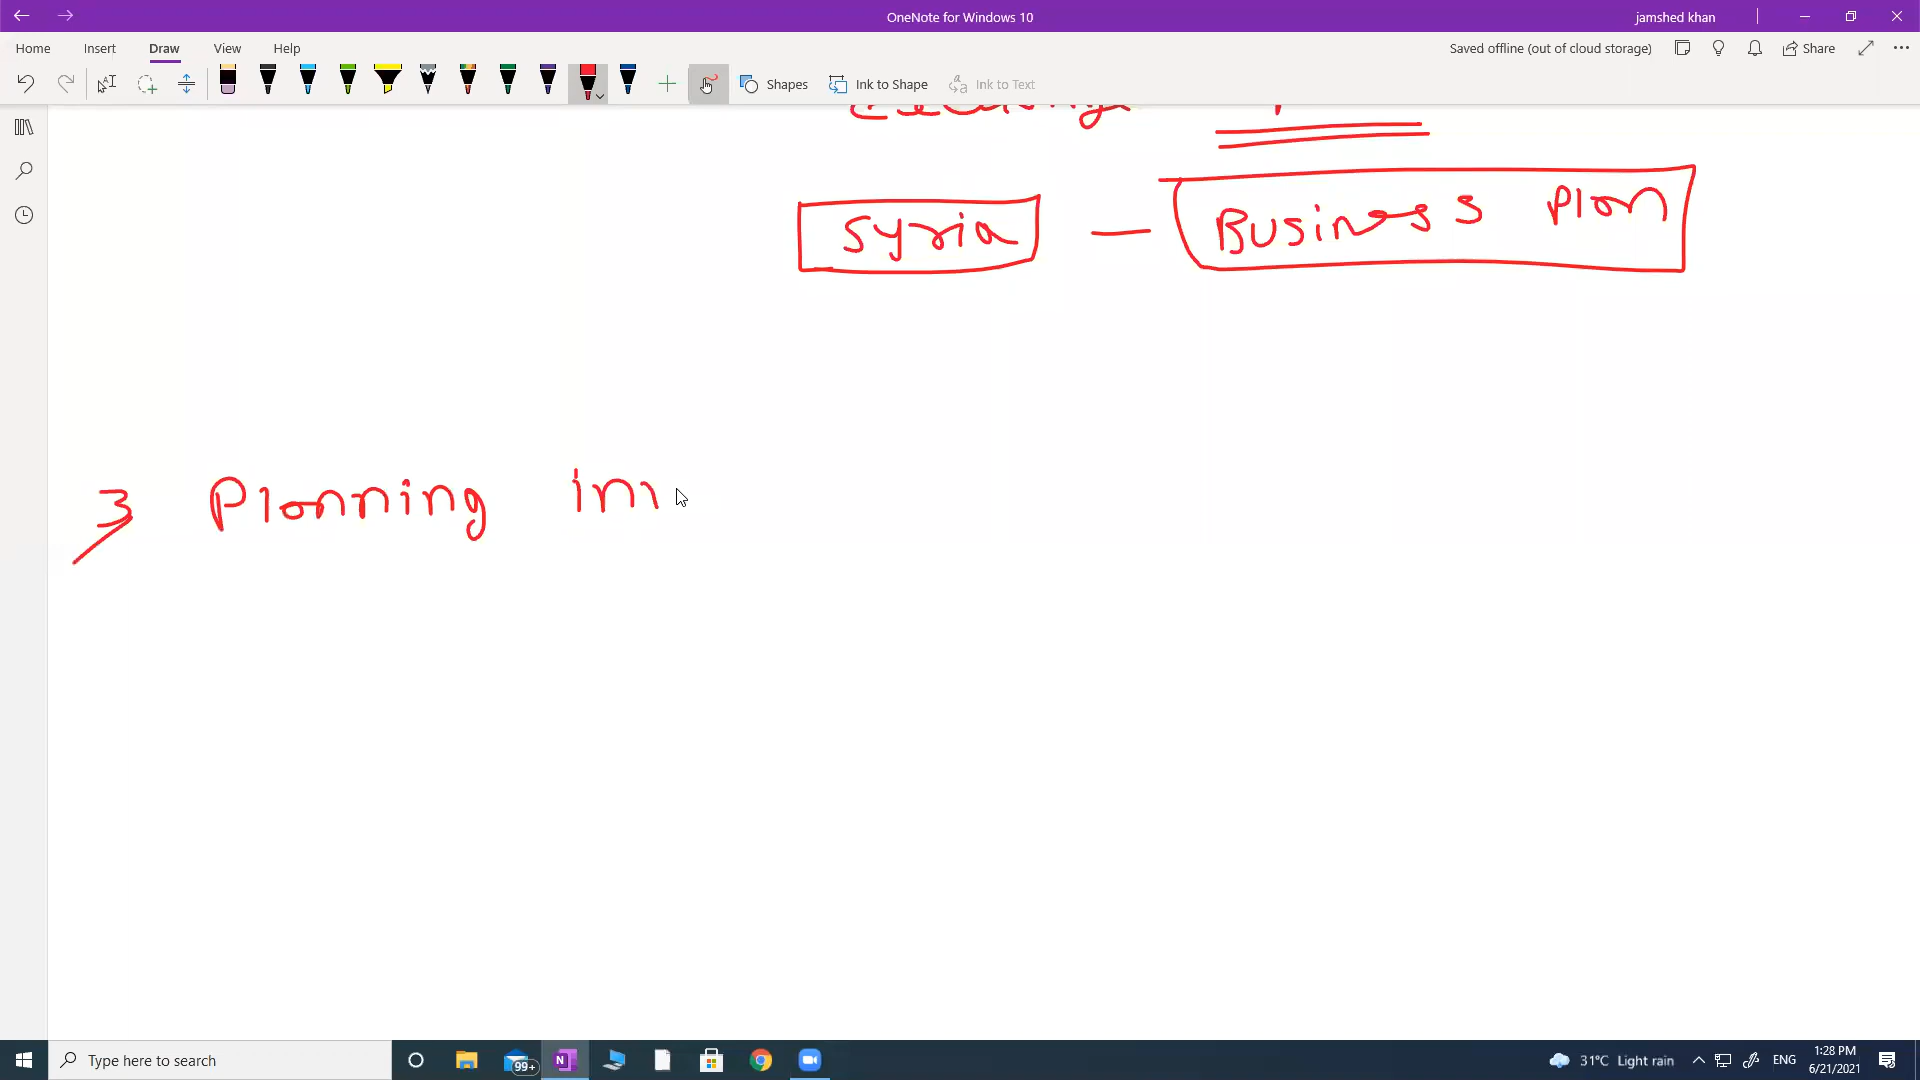 OneNote for Windows 10
jamshed khan
Home Insert Draw View Help
Saved offline (out of cloud storage)
Share
Shapes
Ink to Shape
Ink to Text
Syria — Business Plan
3 Planning im
Type here to search
99+
31°C Light rain
ENG
1:28 PM
6/21/2021